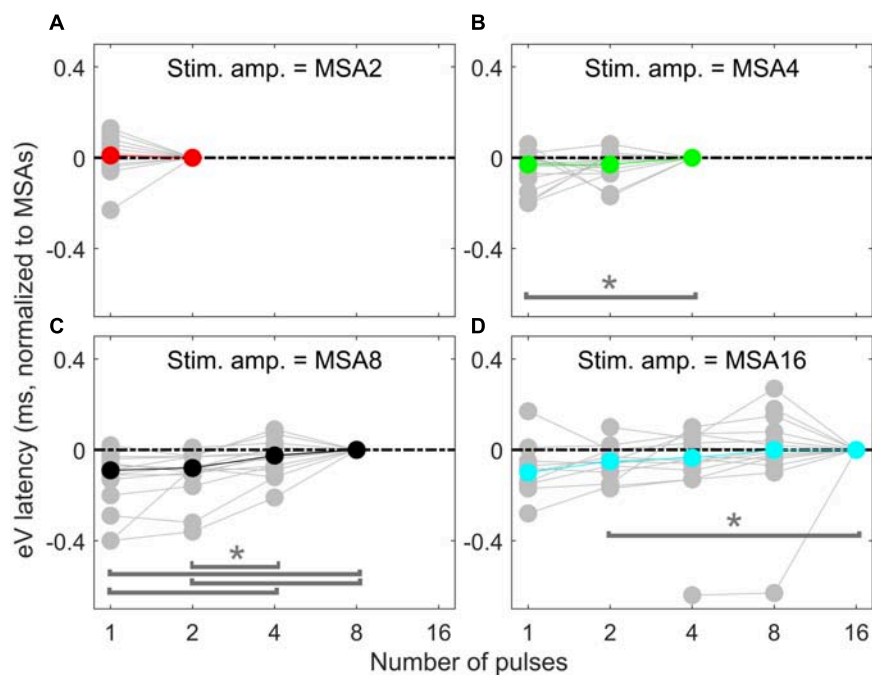 A
B
Stim. amp. = MSA2
Stim. amp. = MSA4
0.4
0
-0.4
0.4
0
-0.4
*
C
D
Stim. amp. = MSA8
Stim. amp. = MSA16
0.4
0
-0.4
0.4
0
-0.4
*
*
1 2 4 8 16
1 2 4 8 16
eV latency (ms, normalized to MSAs)
Number of pulses